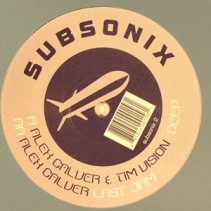 SUBSONIX
subsonix 2
A ALEX CALVER & TIM VISION DEEP
AA ALEX CALVER LAST JAM